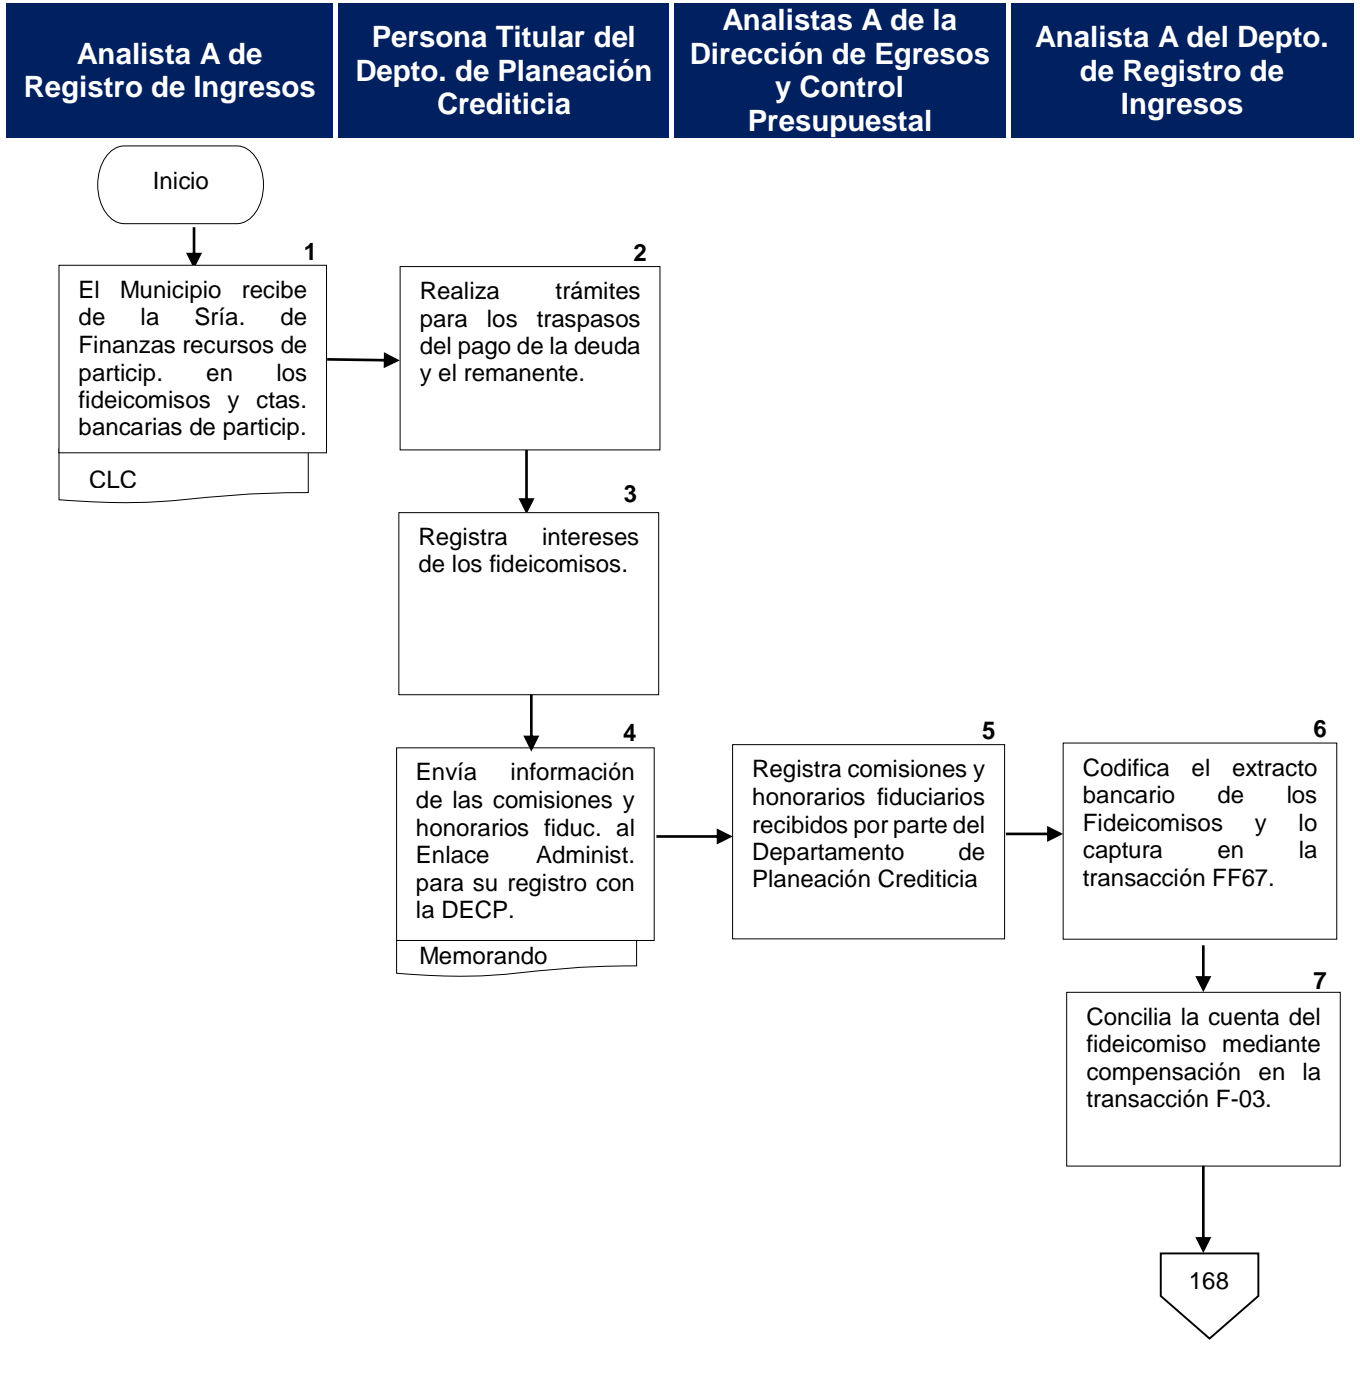 Analista A de
Registro de Ingresos
Persona Titular del
Depto. de Planeación
Crediticia
Analistas A de la
Dirección de Egresos
y Control
Presupuestal
Analista A del Depto.
de Registro de
Ingresos
Inicio
1
El Municipio recibe
de la Sría. de
Finanzas recursos de
particip. en los
fideicomisos y ctas.
bancarias de particip.
CLC
2
Realiza trámites
para los traspasos
del pago de la deuda
y el remanente.
3
Registra intereses
de los fideicomisos.
4
Envía información
de las comisiones y
honorarios fiduc. al
Enlace Administ.
para su registro con
la DECP.
Memorando
5
Registra comisiones y
honorarios fiduciarios
recibidos por parte del
Departamento de
Planeación Crediticia
6
Codifica el extracto
bancario de los
Fideicomisos y lo
captura en la
transacción FF67.
7
Concilia la cuenta del
fideicomiso mediante
compensación en la
transacción F-03.
168